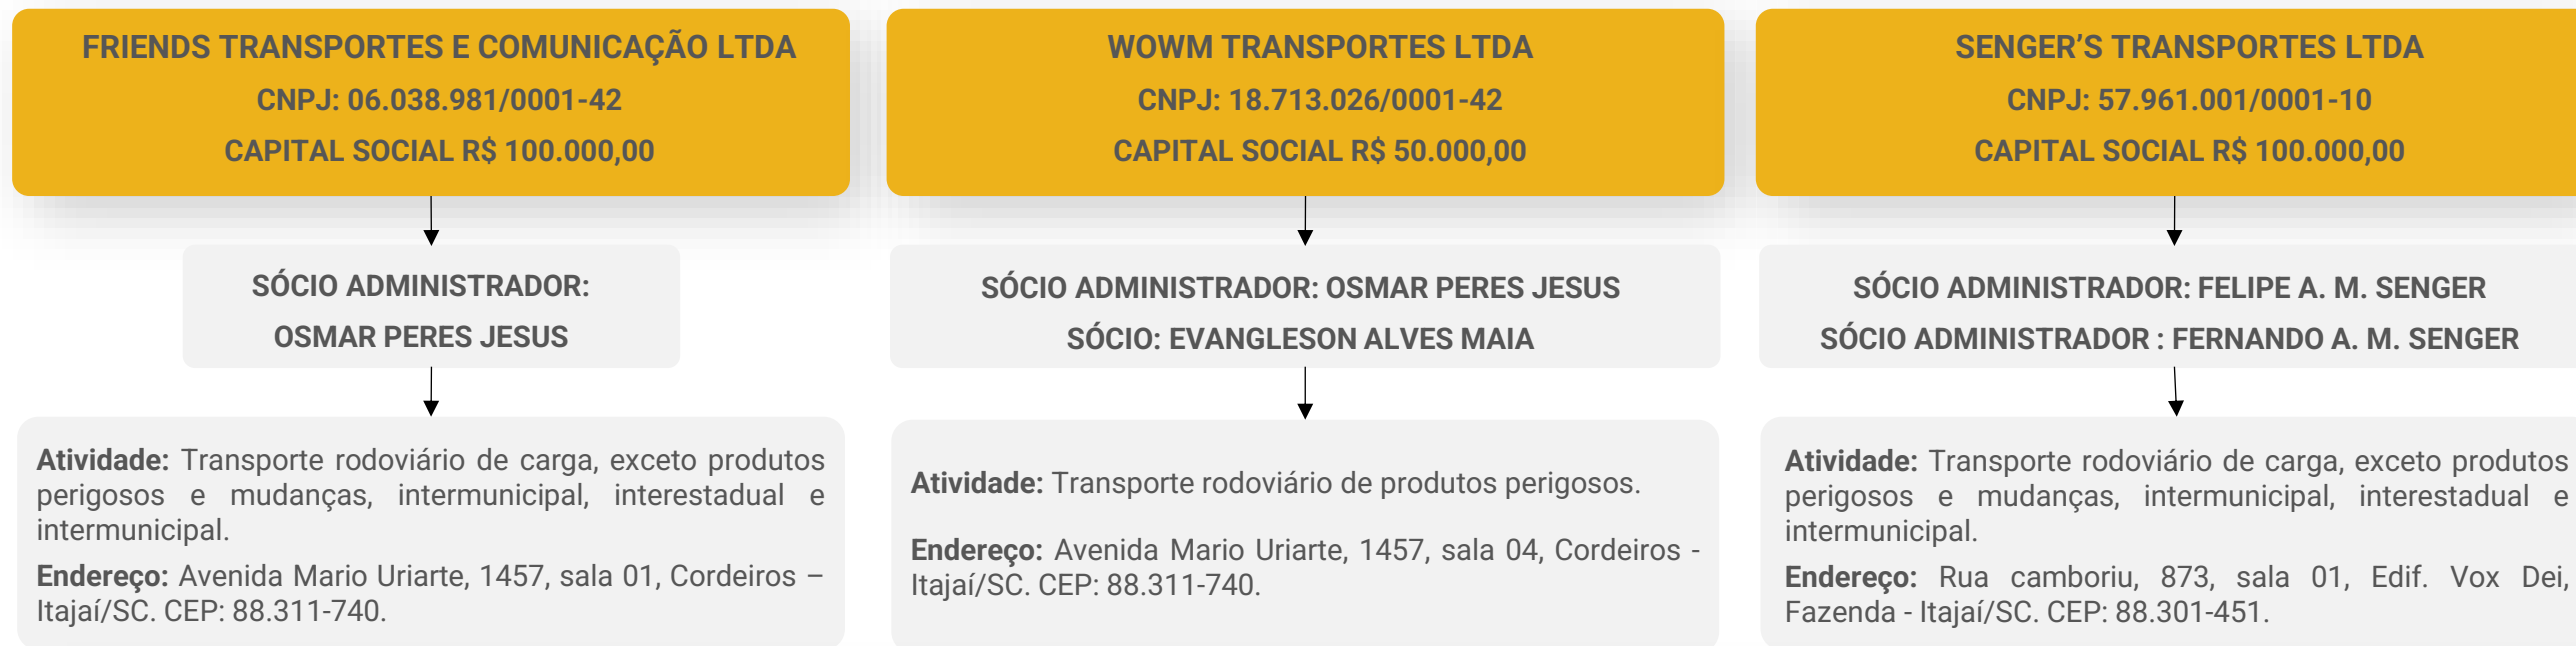 FRIENDS TRANSPORTES E COMUNICAÇÃO LTDA
CNPJ: 06.038.981/0001-42
CAPITAL SOCIAL R$ 100.000,00
SÓCIO ADMINISTRADOR:
OSMAR PERES JESUS
Atividade: Transporte rodoviário de carga, exceto produtos
perigosos e mudanças, intermunicipal, interestadual e
intermunicipal.
Endereço: Avenida Mario Uriarte, 1457, sala 01, Cordeiros –
Itajaí/SC. CEP: 88.311-740.
WOWM TRANSPORTES LTDA
CNPJ: 18.713.026/0001-42
CAPITAL SOCIAL R$ 50.000,00
SÓCIO ADMINISTRADOR: OSMAR PERES JESUS
SÓCIO: EVANGLESON ALVES MAIA
Atividade: Transporte rodoviário de produtos perigosos.
Endereço: Avenida Mario Uriarte, 1457, sala 04, Cordeiros -
Itajaí/SC. CEP: 88.311-740.
SENGER’S TRANSPORTES LTDA
CNPJ: 57.961.001/0001-10
CAPITAL SOCIAL R$ 100.000,00
SÓCIO ADMINISTRADOR: FELIPE A. M. SENGER
SÓCIO ADMINISTRADOR : FERNANDO A. M. SENGER
Atividade: Transporte rodoviário de carga, exceto produtos
perigosos e mudanças, intermunicipal, interestadual e
intermunicipal.
Endereço: Rua camboriu, 873, sala 01, Edif. Vox Dei,
Fazenda - Itajaí/SC. CEP: 88.301-451.